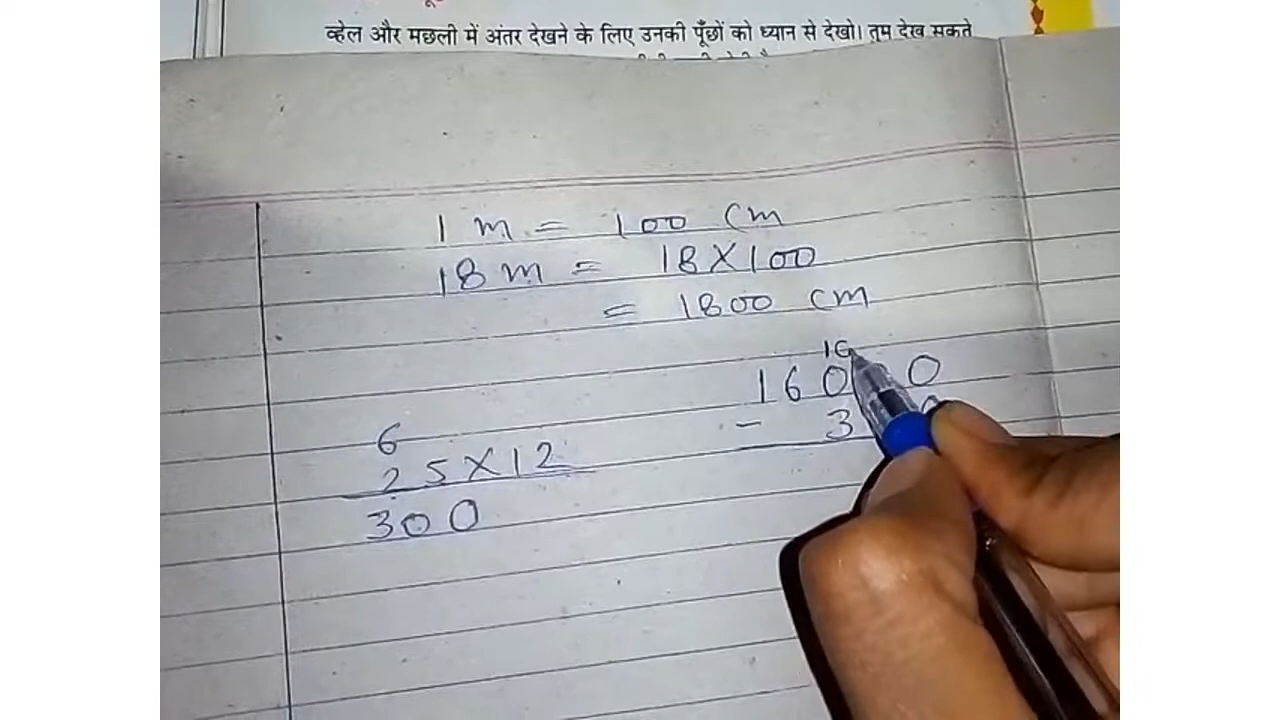 व्हेल और मछली में अंतर देखने के लिए उनकी पूँछों को ध्यान से देखो। तुम देख सकते
1 m = 100 cm
18 m = 18 X 100
= 1800 cm
10
160 0
- 3
6
25 X 12
300